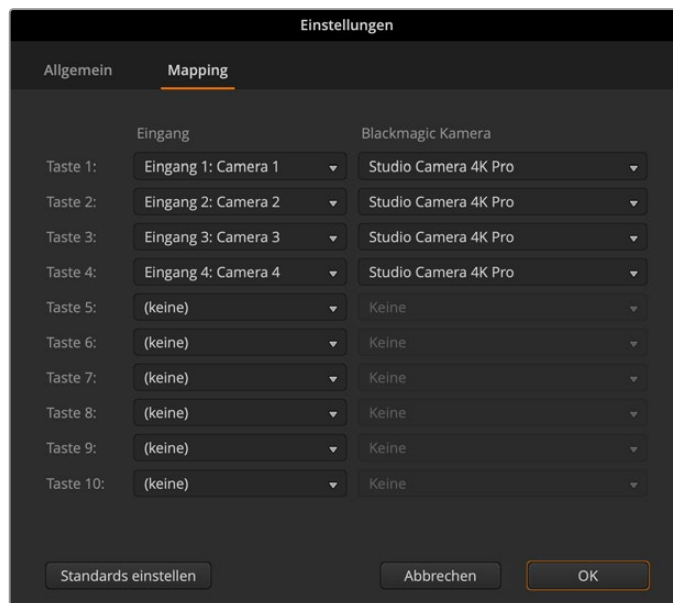 Einstellungen
Allgemein Mapping
Eingang Blackmagic Kamera
Taste 1: Eingang 1: Camera 1 Studio Camera 4K Pro
Taste 2: Eingang 2: Camera 2 Studio Camera 4K Pro
Taste 3: Eingang 3: Camera 3 Studio Camera 4K Pro
Taste 4: Eingang 4: Camera 4 Studio Camera 4K Pro
Taste 5: (keine) Keine
Taste 6: (keine) Keine
Taste 7: (keine) Keine
Taste 8: (keine) Keine
Taste 9: (keine) Keine
Taste 10: (keine) Keine
Standards einstellen Abbrechen OK